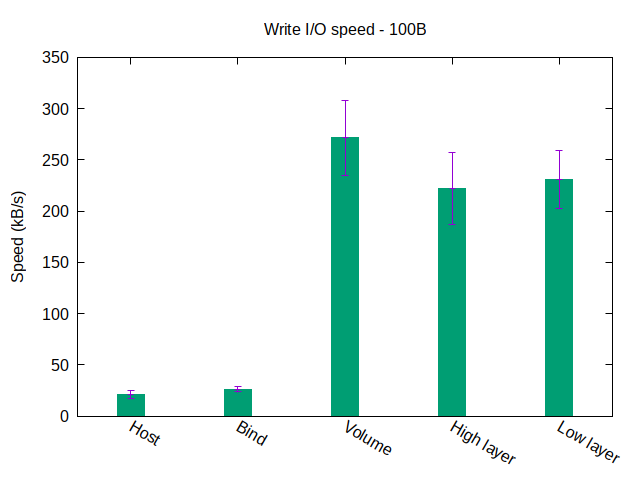 Write I/O speed - 100B
350
300
250
200
150
100
50
0
Speed (kB/s)
Host
Bind
Volume
High layer
Low layer